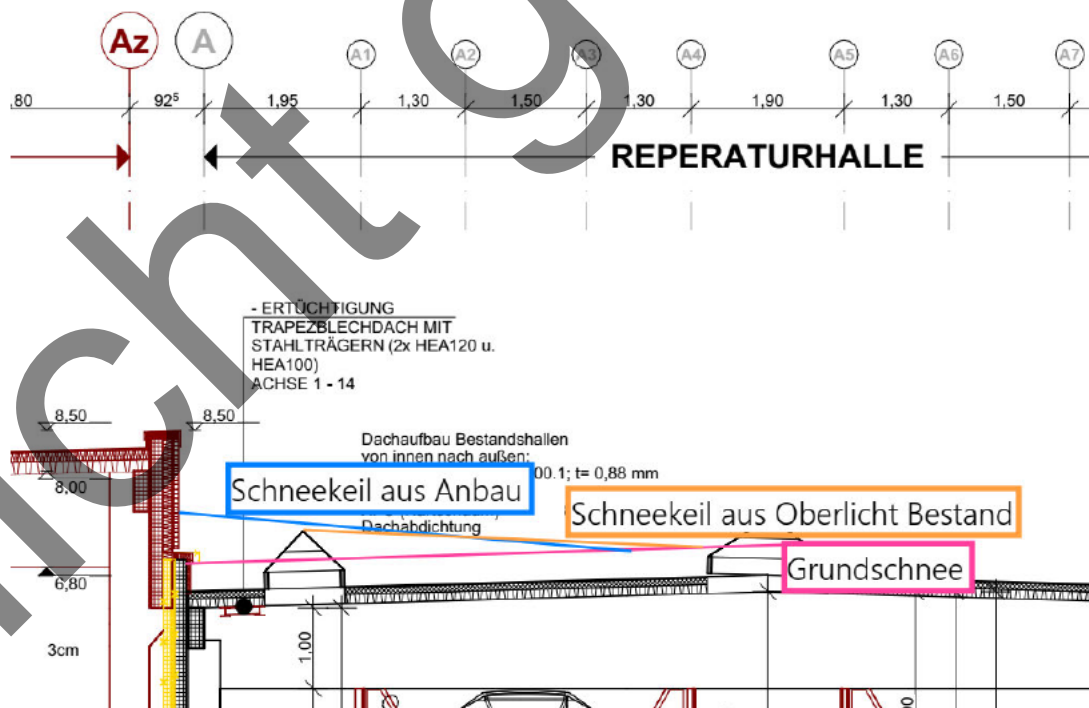 Az A A1 A2 A3 A4 A5 A6 A7
,80 92⁵ 1,95 1,30 1,50 1,30 1,90 1,30 1,50
REPERATURHALLE
- ERTÜCHTIGUNG
TRAPEZBLECHDACH MIT
STAHLTRÄGERN (2x HEA120 u.
HEA100)
ACHSE 1 - 14
8,50 8,50
Dachaufbau Bestandshallen
von innen nach außen:
00.1; t= 0,88 mm
8,00
Schneekeil aus Anbau
Schneekeil aus Oberlicht Bestand
Dachabdichtung
Grundschnee
6,80
3cm
1,00
icht g